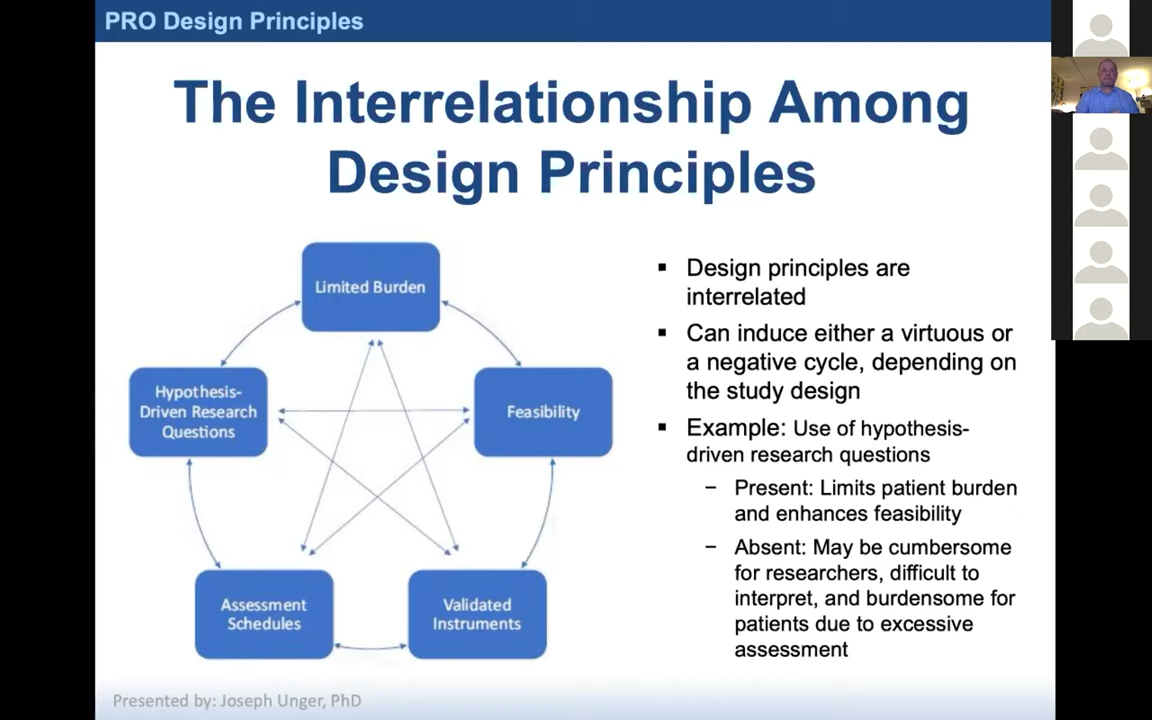 PRO Design Principles
The Interrelationship Among
Design Principles
Limited Burden
Hypothesis-
Driven Research
Questions
Feasibility
Assessment
Schedules
Validated
Instruments
▪ Design principles are
interrelated
▪ Can induce either a virtuous or
a negative cycle, depending on
the study design
▪ Example: Use of hypothesis-
driven research questions
− Present: Limits patient burden
and enhances feasibility
− Absent: May be cumbersome
for researchers, difficult to
interpret, and burdensome for
patients due to excessive
assessment
Presented by: Joseph Unger, PhD